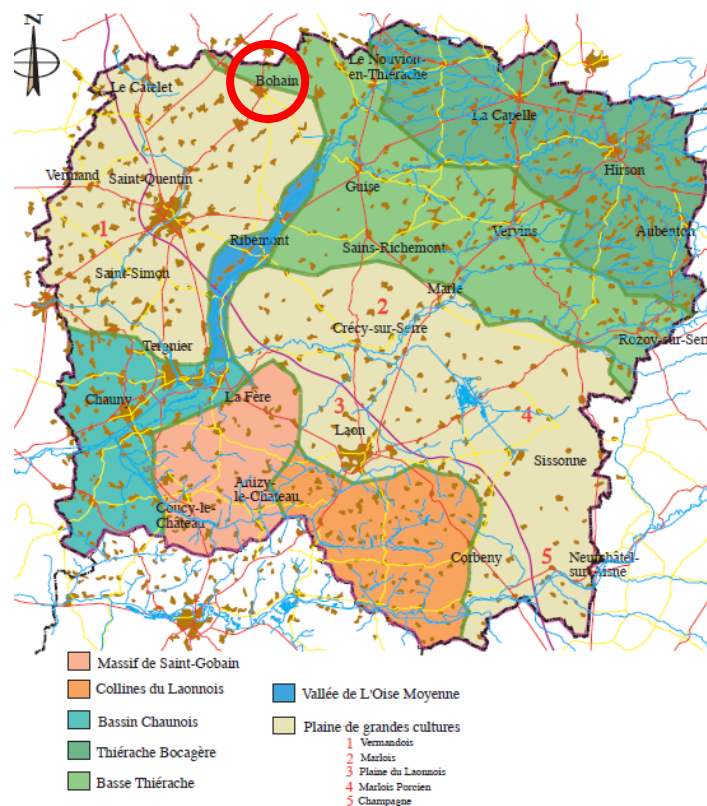 N
Bohain
Le Nouvion-
en-Thiérache
Le Catelet
La Capelle
Hirson
Vermand
Saint-Quentin
Guise
1
Ribemont
Vervins
Aubenton
Sains-Richemont
Saint-Simon
Marle
2
Crécy-sur-Serre
Rozoy-sur-Serr
Tergnier
La Fère
Chauny
3
4
Laon
Sissonne
Anizy-
le-Château
Coucy-le-
Château
Corbeny
5
Neufchâtel-
sur-Aisne
Massif de Saint-Gobain
Collines du Laonnois
Bassin Chaunois
Thiérache Bocagère
Basse Thiérache
Vallée de L'Oise Moyenne
Plaine de grandes cultures
1 Vermandois
2 Marlois
3 Plaine du Laonnois
4 Marlois Porcien
5 Champagne